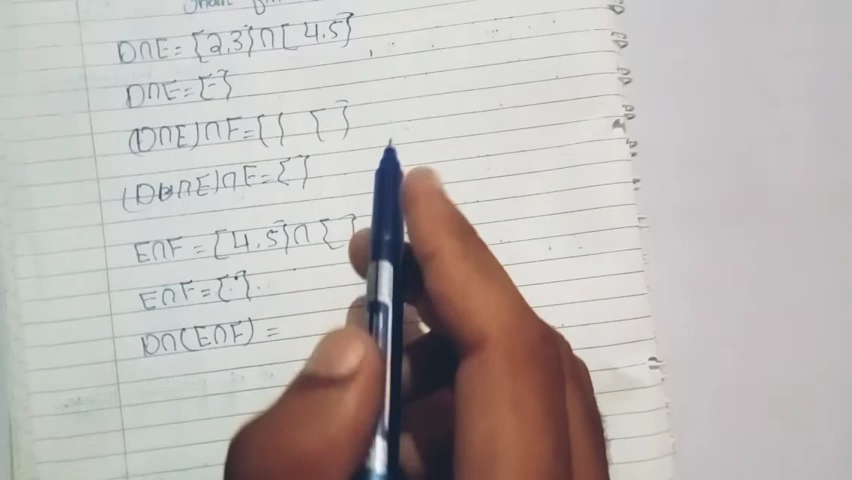 D∩E = {2,3}∩{4,5}
D∩E = { }
(D∩E)∩F = { } { }
(D∩E)∩F = { }
E∩F = {4,5}∩{ }
E∩F = { }.
D∩(E∩F) =